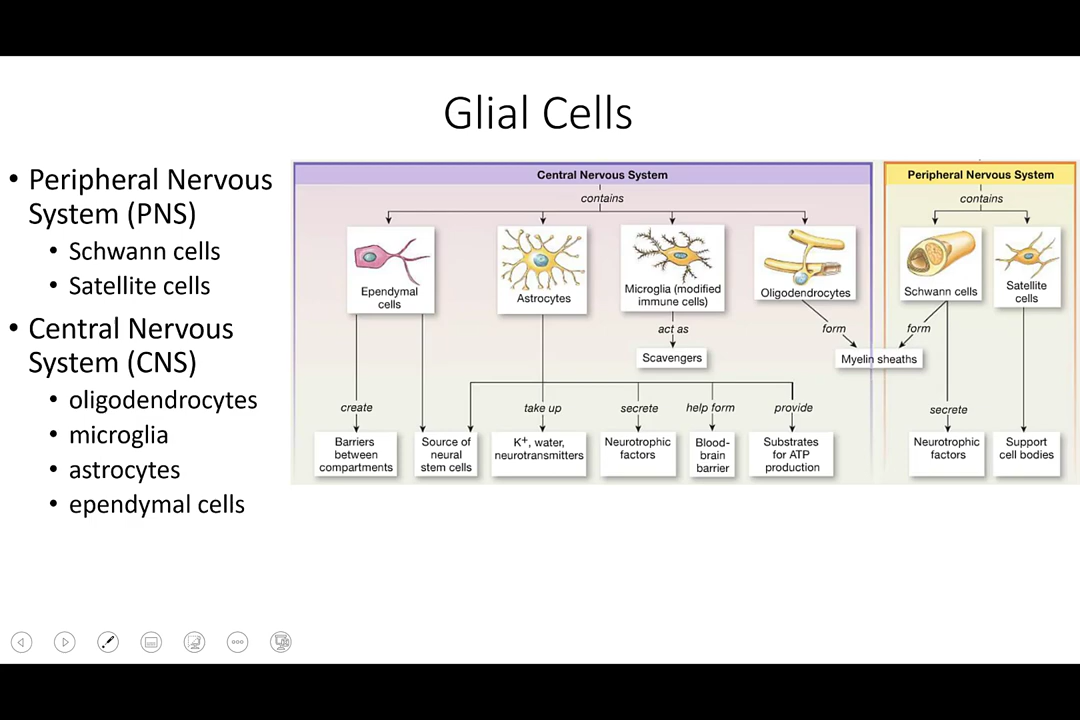 Glial Cells
• Peripheral Nervous
System (PNS)
• Schwann cells
• Satellite cells
• Central Nervous
System (CNS)
• oligodendrocytes
• microglia
• astrocytes
• ependymal cells
Central Nervous System
contains
Ependymal
cells
Astrocytes
Microglia (modified
immune cells)
Oligodendrocytes
act as
Scavengers
form
form
Myelin sheaths
create
take up
secrete
help form
provide
Barriers
between
compartments
Source of
neural
stem cells
K⁺, water,
neurotransmitters
Neurotrophic
factors
Blood-
brain
barrier
Substrates
for ATP
production
Peripheral Nervous System
contains
Schwann cells
Satellite
cells
secrete
Neurotrophic
factors
Support
cell bodies